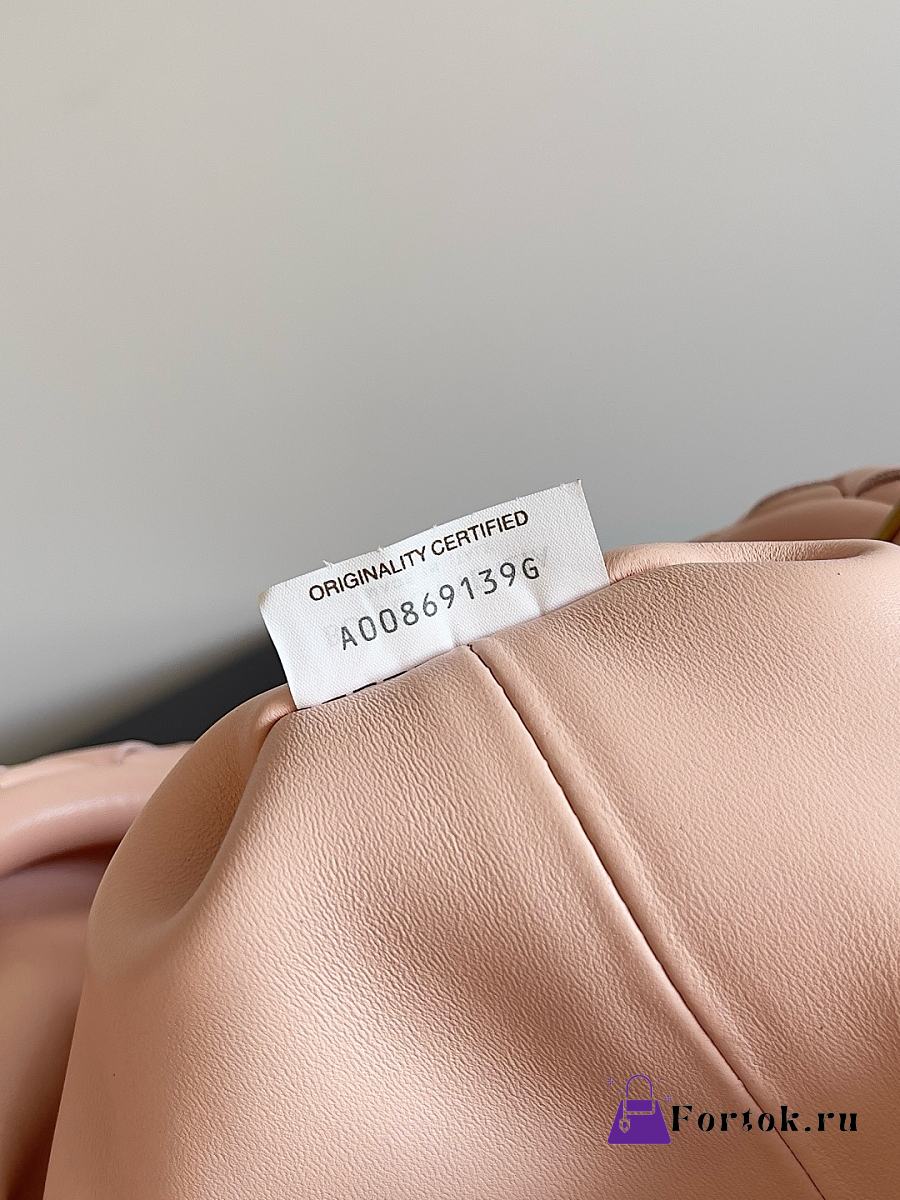 ORIGINALITY CERTIFIED
A00869139G
Fortok.ru